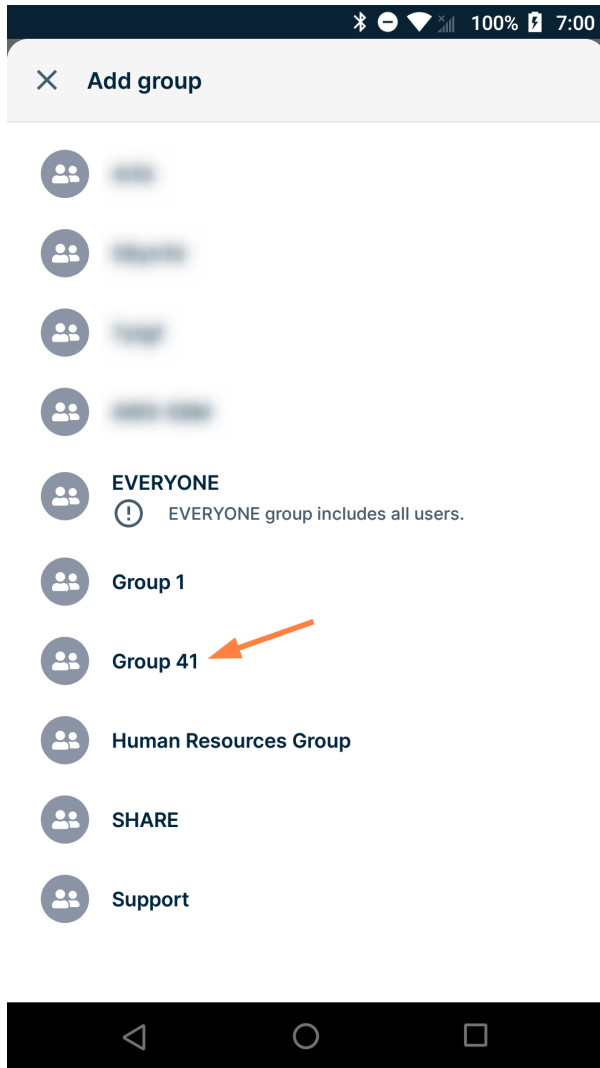 100% 7:00
Add group
EVERYONE
EVERYONE group includes all users.
Group 1
Group 41
Human Resources Group
SHARE
Support